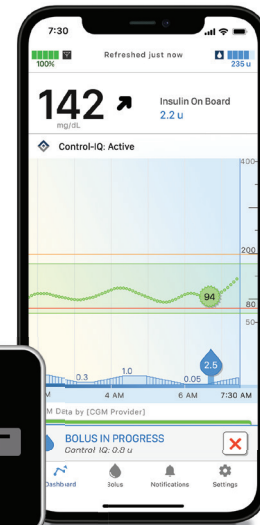 7:30
100%
Refreshed just now
235 u
142
mg/dL
Insulin On Board
2.2 u
Control-IQ: Active
400
200
94
80
50
2.5
0.3
1.0
0.05
4 AM
6 AM
7:30 AM
M Data by [CGM Provider]
BOLUS IN PROGRESS
Control IQ: 0.8 u
Dashboard
Bolus
Notifications
Settings